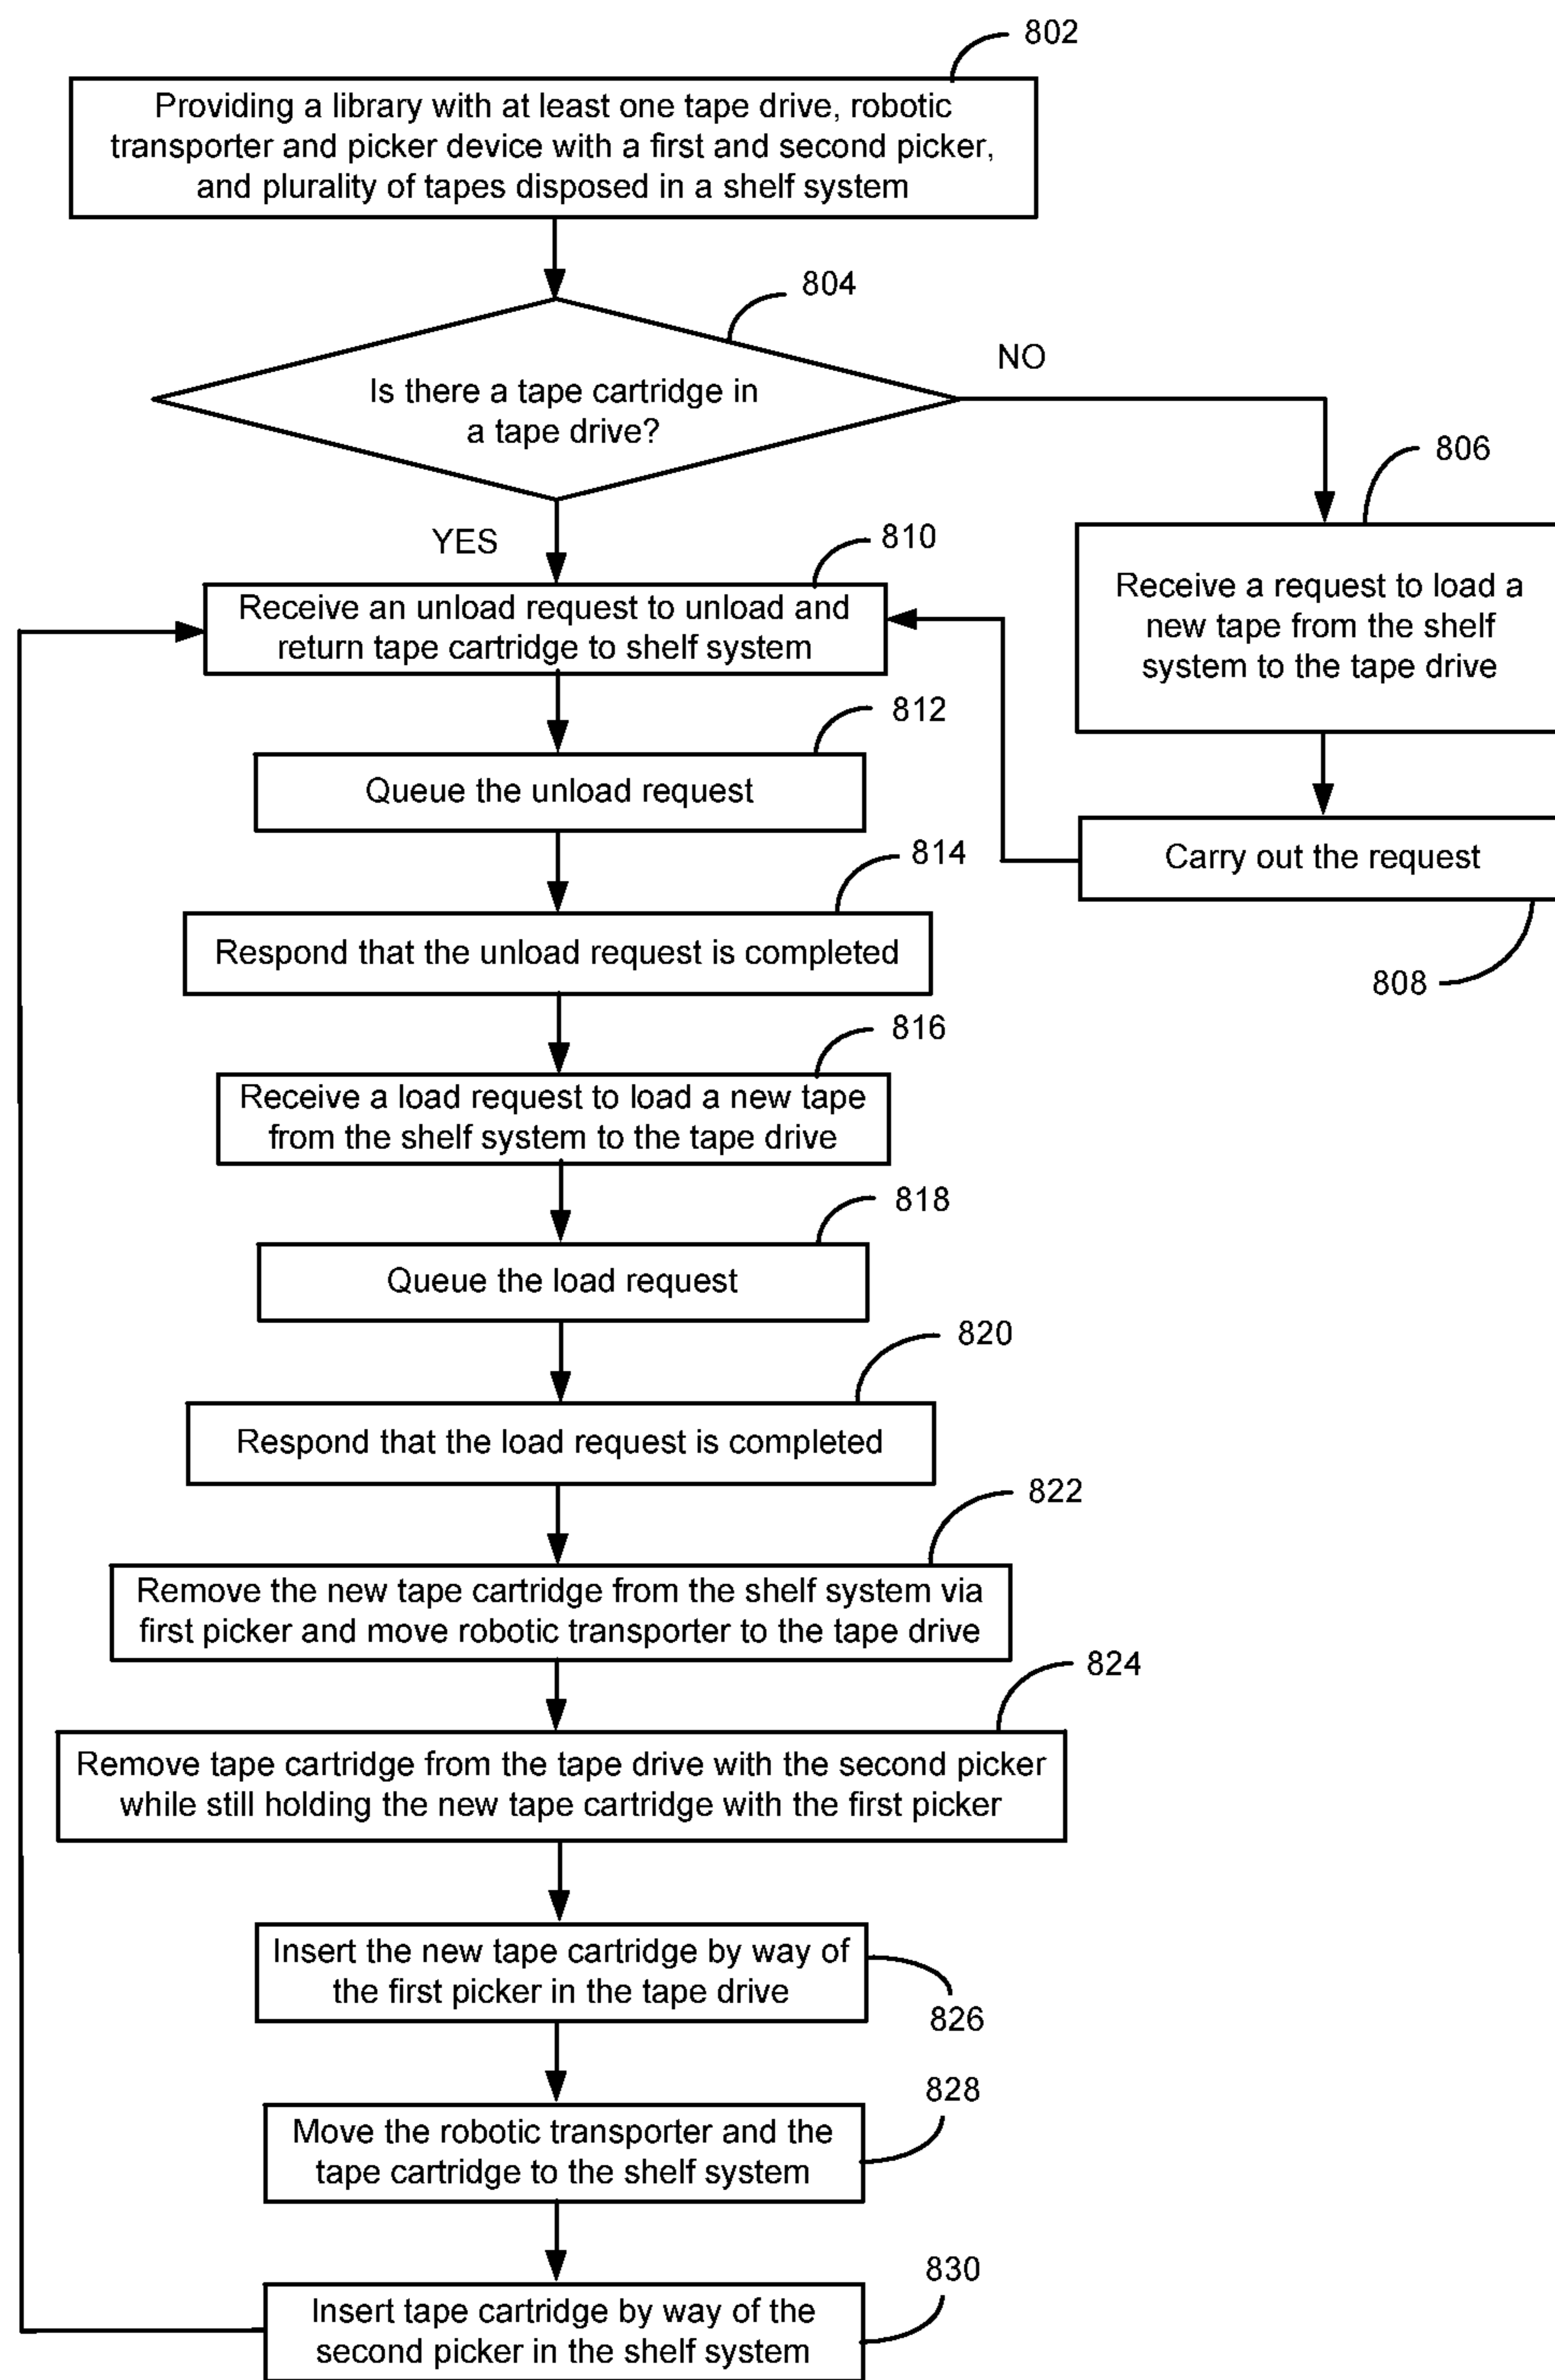 802
Providing a library with at least one tape drive, robotic
transporter and picker device with a first and second picker,
and plurality of tapes disposed in a shelf system
804
Is there a tape cartridge in
a tape drive?
NO
806
Receive a request to load a
new tape from the shelf
system to the tape drive
Carry out the request
808
YES
810
Receive an unload request to unload and
return tape cartridge to shelf system
812
Queue the unload request
814
Respond that the unload request is completed
816
Receive a load request to load a new tape
from the shelf system to the tape drive
818
Queue the load request
820
Respond that the load request is completed
822
Remove the new tape cartridge from the shelf system via
first picker and move robotic transporter to the tape drive
824
Remove tape cartridge from the tape drive with the second picker
while still holding the new tape cartridge with the first picker
Insert the new tape cartridge by way of
the first picker in the tape drive
826
828
Move the robotic transporter and the
tape cartridge to the shelf system
830
Insert tape cartridge by way of the
second picker in the shelf system